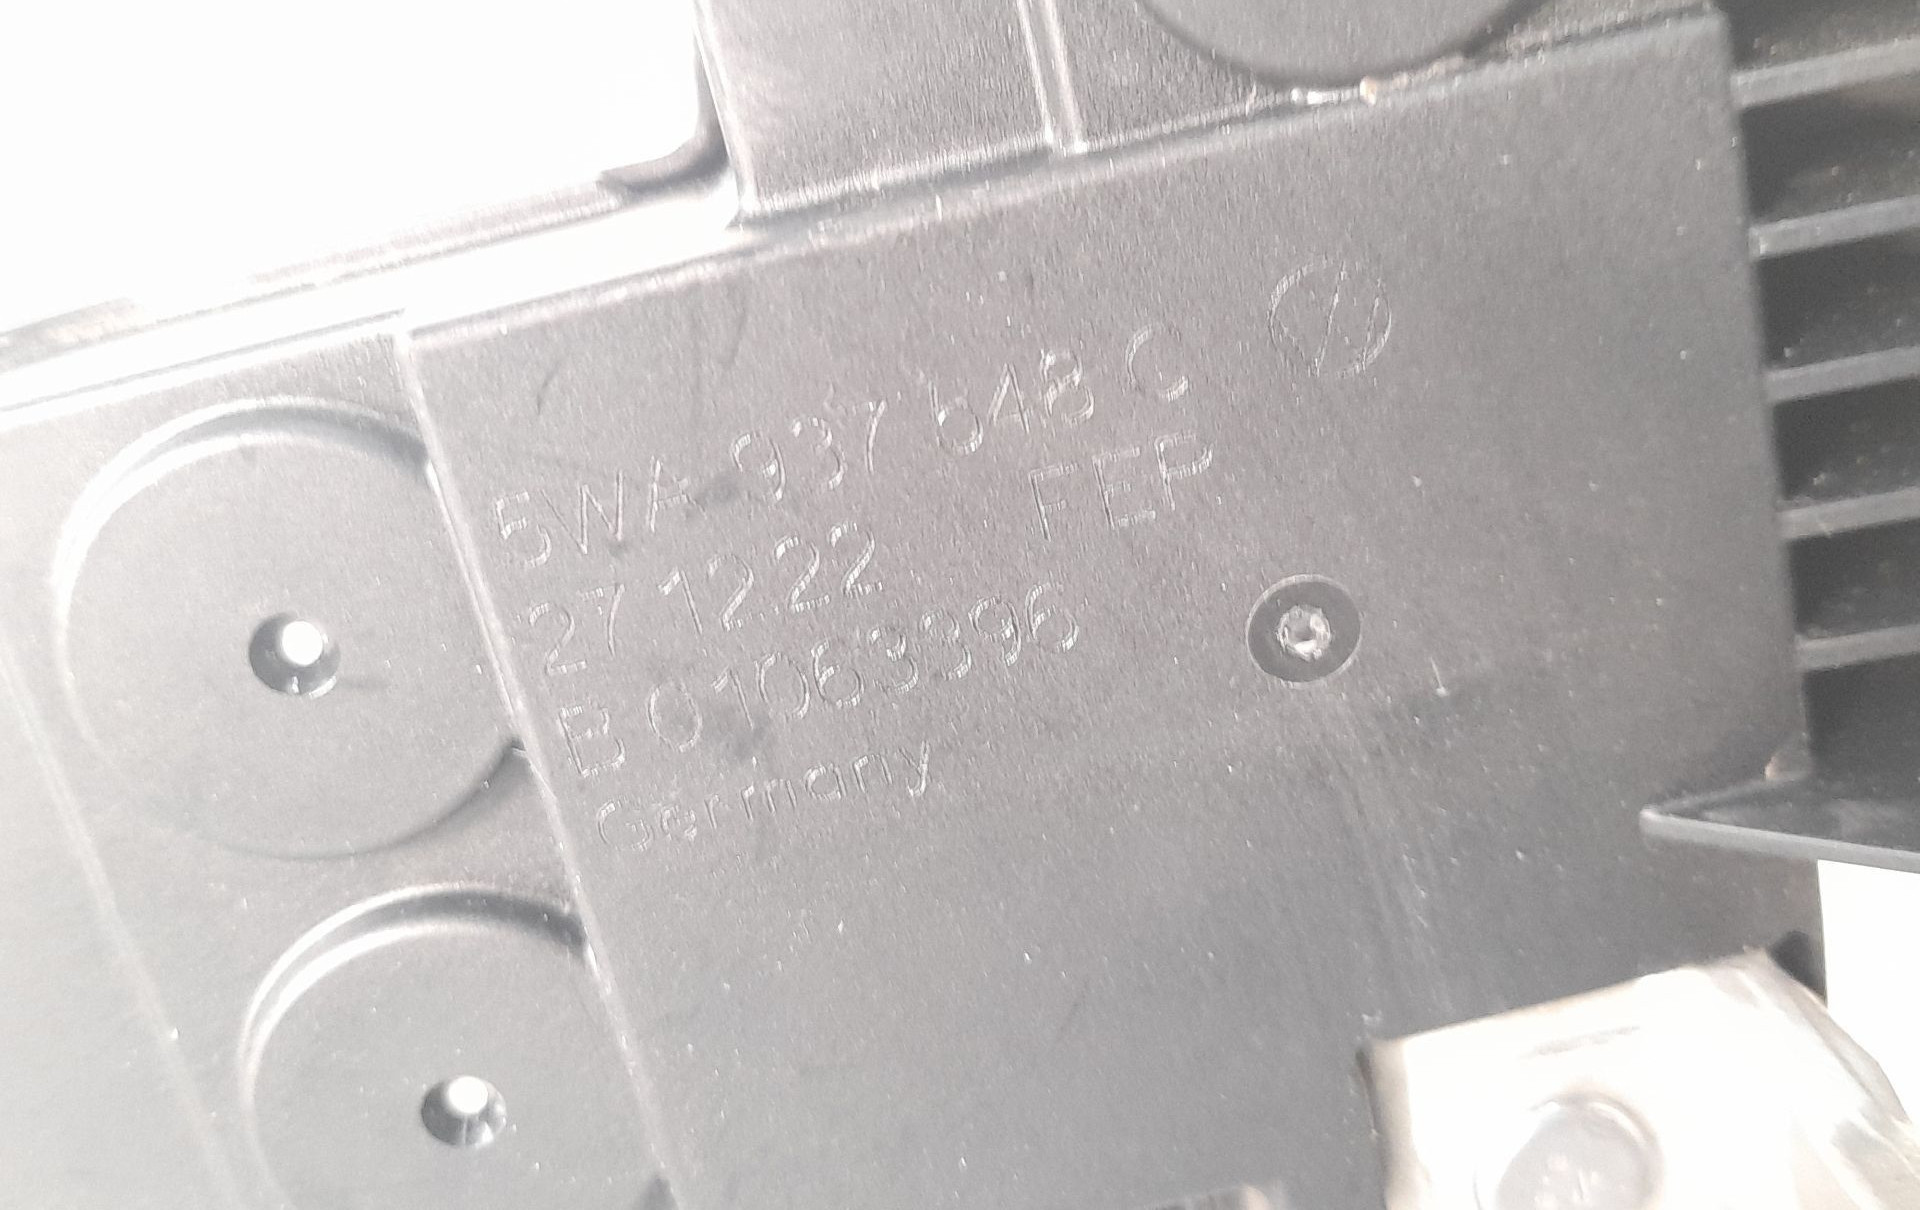 5WA 937 548 C
27 12.22 FEP
B 01063396
Germany